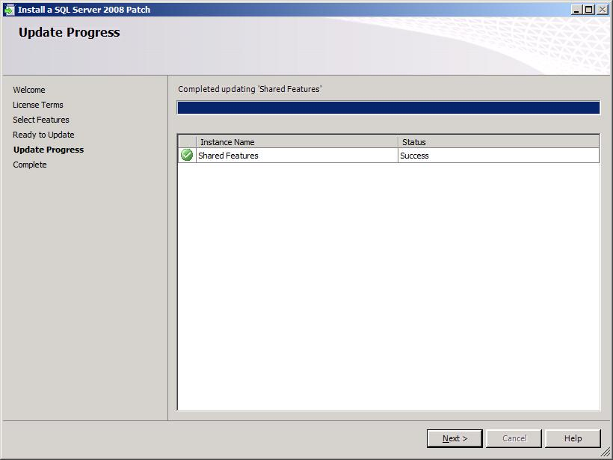 Install a SQL Server 2008 Patch
Update Progress
Welcome
License Terms
Select Features
Ready to Update
Update Progress
Complete
Completed updating 'Shared Features'
Instance Name Status
Shared Features Success
Next > Cancel Help